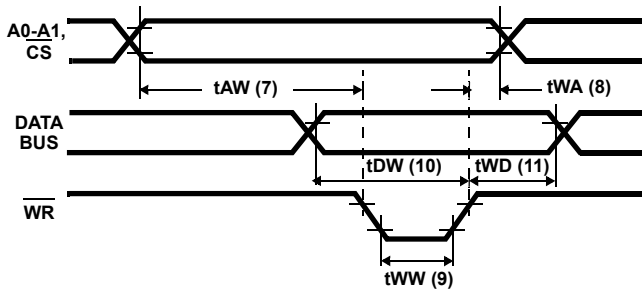 A0-A1,
CS
tAW (7)
tWA (8)
DATA
BUS
tDW (10)
tWD (11)
WR
tWW (9)